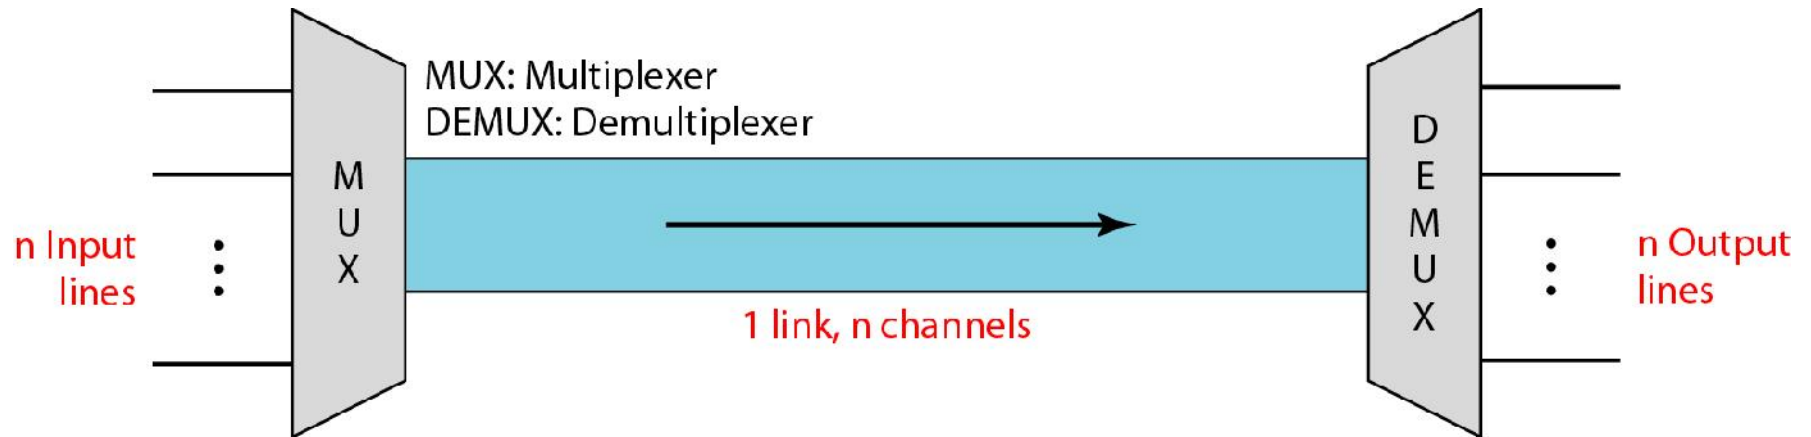 MUX: Multiplexer
DEMUX: Demultiplexer
M
U
X
n Input
lines
1 link, n channels
D
E
M
U
X
n Output
lines